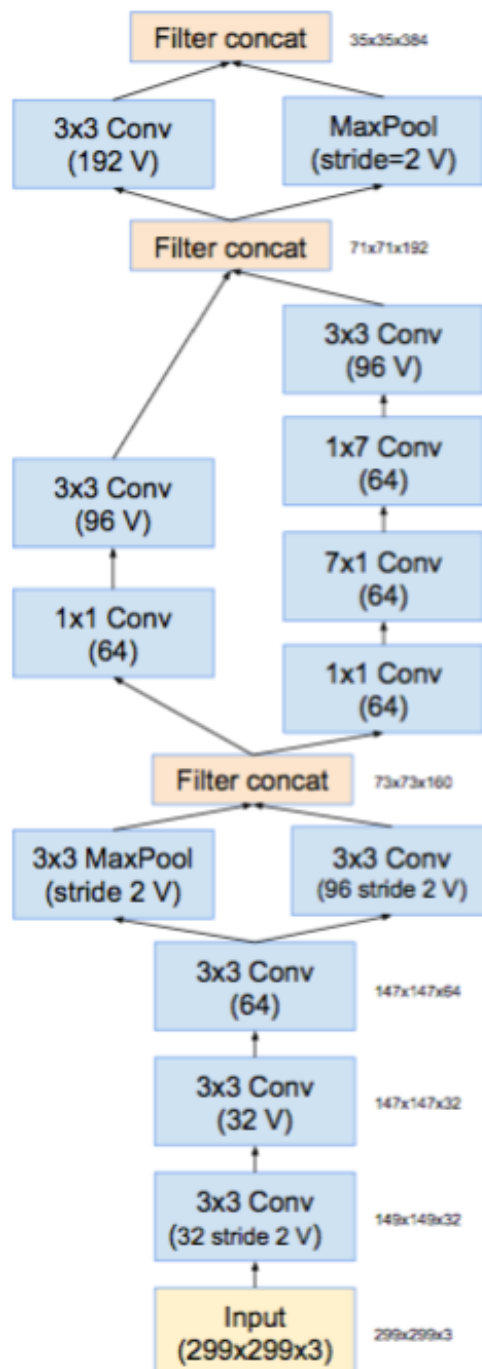 Filter concat
35x35x384
3x3 Conv
(192 V)
MaxPool
(stride=2 V)
Filter concat
71x71x192
3x3 Conv
(96 V)
1x7 Conv
(64)
3x3 Conv
(96 V)
7x1 Conv
(64)
1x1 Conv
(64)
1x1 Conv
(64)
Filter concat
73x73x160
3x3 MaxPool
(stride 2 V)
3x3 Conv
(96 stride 2 V)
3x3 Conv
(64)
147x147x64
3x3 Conv
(32 V)
147x147x32
3x3 Conv
(32 stride 2 V)
149x149x32
Input
(299x299x3)
299x299x3